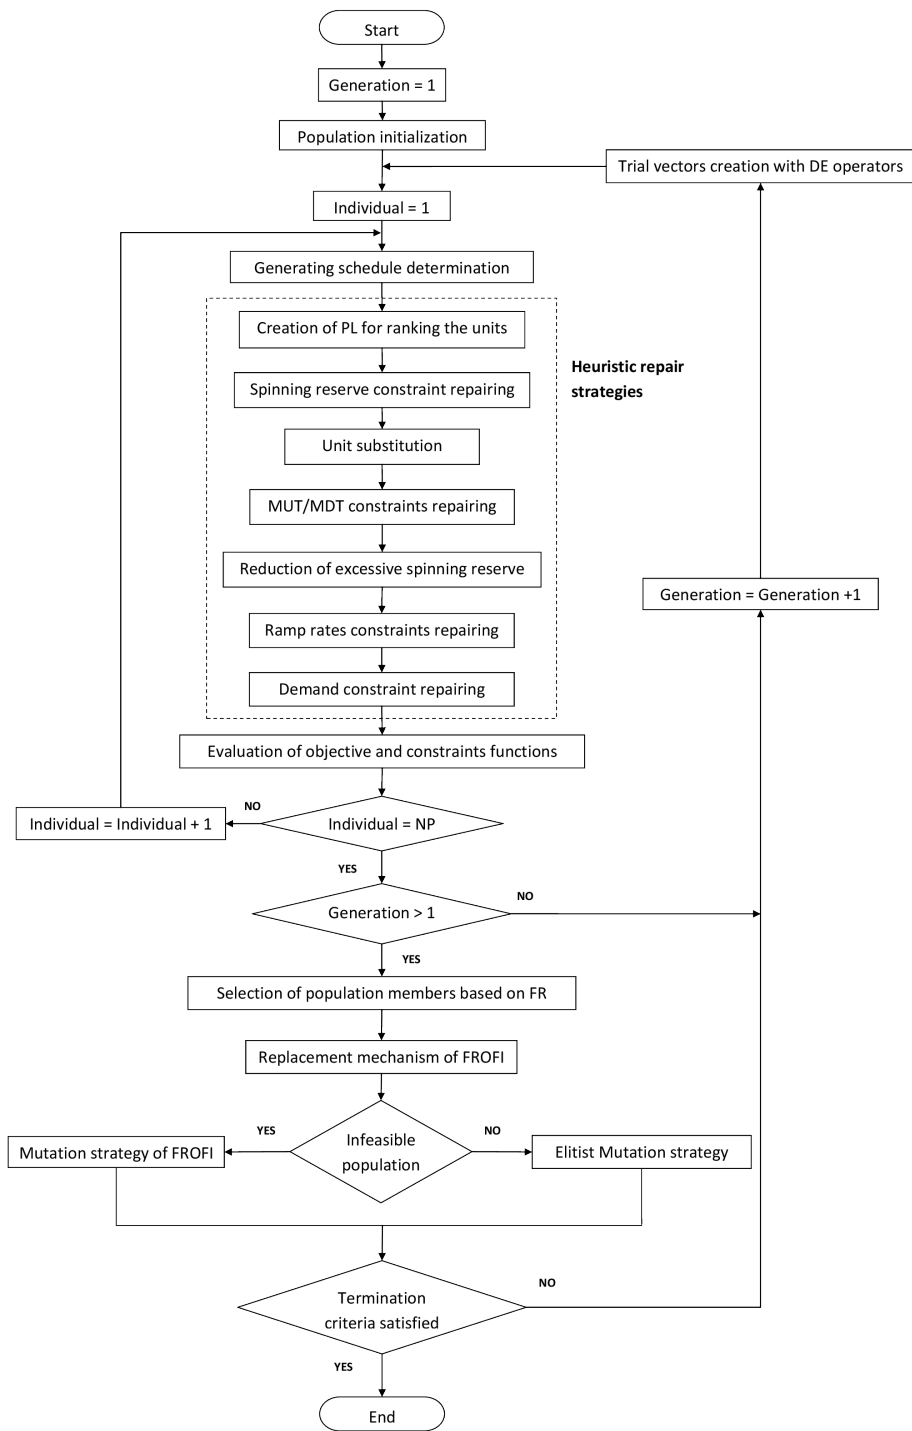 Start
Generation = 1
Population initialization
Trial vectors creation with DE operators
Individual = 1
Generating schedule determination
Creation of PL for ranking the units
Heuristic repair
strategies
Spinning reserve constraint repairing
Unit substitution
MUT/MDT constraints repairing
Reduction of excessive spinning reserve
Generation = Generation +1
Ramp rates constraints repairing
Demand constraint repairing
Evaluation of objective and constraints functions
NO
Individual = Individual + 1
Individual = NP
YES
NO
Generation > 1
YES
Selection of population members based on FR
Replacement mechanism of FROFI
YES
NO
Mutation strategy of FROFI
Infeasible
population
Elitist Mutation strategy
NO
Termination
criteria satisfied
YES
End